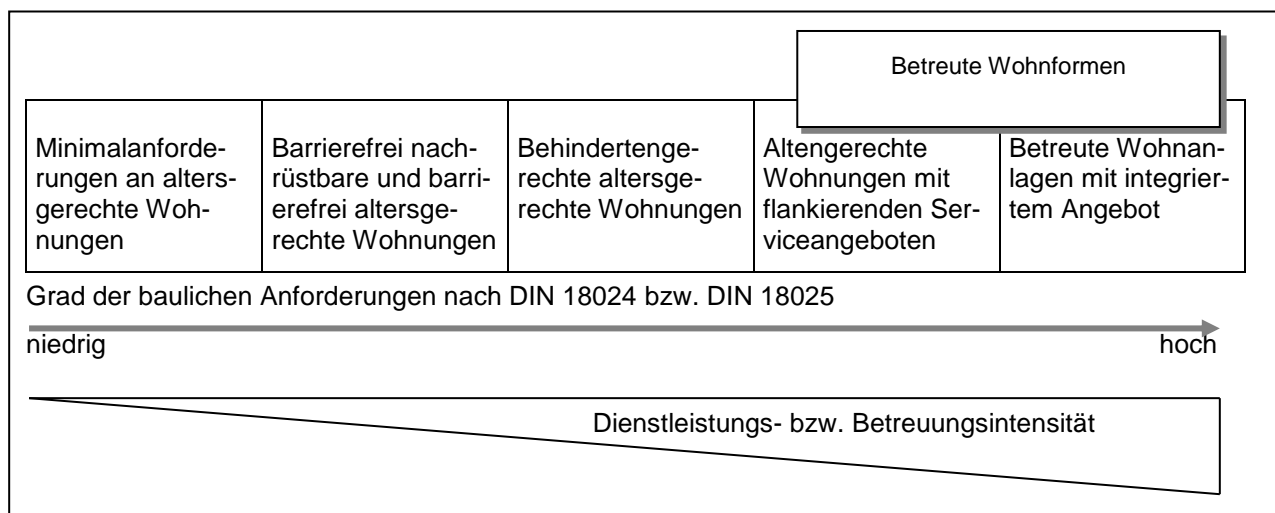 Betreute Wohnformen
Minimalanforde-
rungen an alters-
gerechte Woh-
nungen
Barrierefrei nach-
rüstbare und barri-
erefrei altersge-
rechte Wohnungen
Behindertenge-
rechte altersge-
rechte Wohnungen
Altengerechte
Wohnungen mit
flankierenden Ser-
viceangeboten
Betreute Wohnan-
lagen mit integrier-
tem Angebot
Grad der baulichen Anforderungen nach DIN 18024 bzw. DIN 18025
niedrig hoch
Dienstleistungs- bzw. Betreuungsintensität